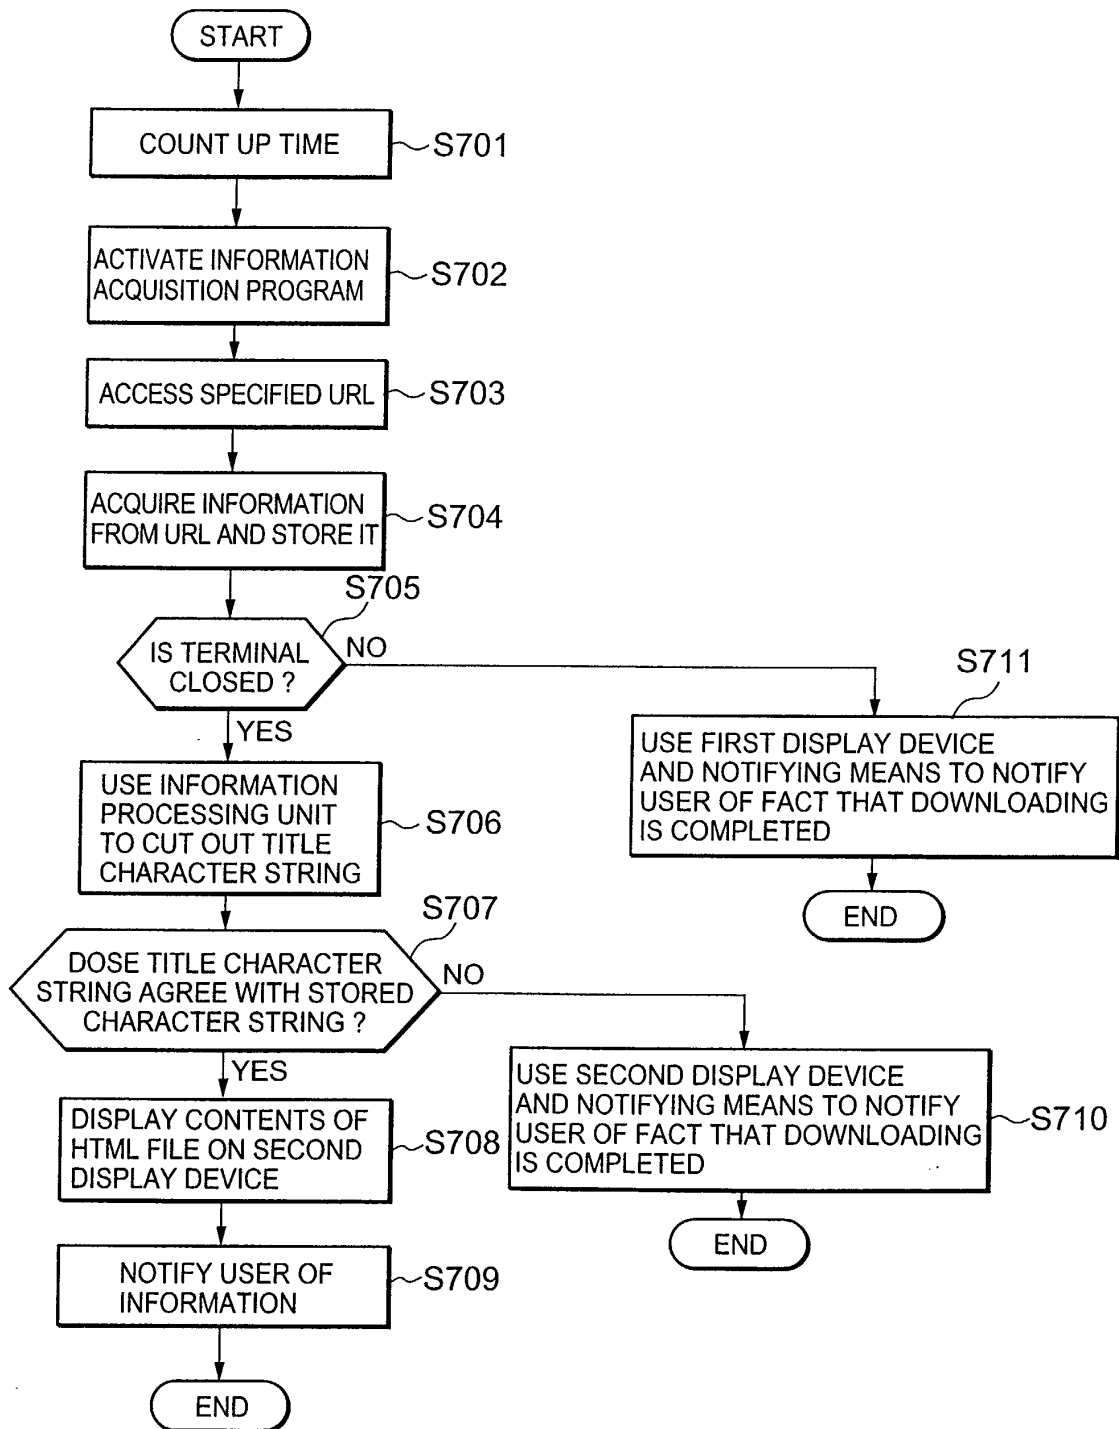 START
COUNT UP TIME
S701
ACTIVATE INFORMATION
ACQUISITION PROGRAM
S702
ACCESS SPECIFIED URL
S703
ACQUIRE INFORMATION
FROM URL AND STORE IT
S704
S705
IS TERMINAL
CLOSED ?
NO
YES
S711
USE FIRST DISPLAY DEVICE
AND NOTIFYING MEANS TO NOTIFY
USER OF FACT THAT DOWNLOADING
IS COMPLETED
END
USE INFORMATION
PROCESSING UNIT
TO CUT OUT TITLE
CHARACTER STRING
S706
S707
DOSE TITLE CHARACTER
STRING AGREE WITH STORED
CHARACTER STRING ?
NO
YES
USE SECOND DISPLAY DEVICE
AND NOTIFYING MEANS TO NOTIFY
USER OF FACT THAT DOWNLOADING
IS COMPLETED
S710
END
DISPLAY CONTENTS OF
HTML FILE ON SECOND
DISPLAY DEVICE
S708
NOTIFY USER OF
INFORMATION
S709
END